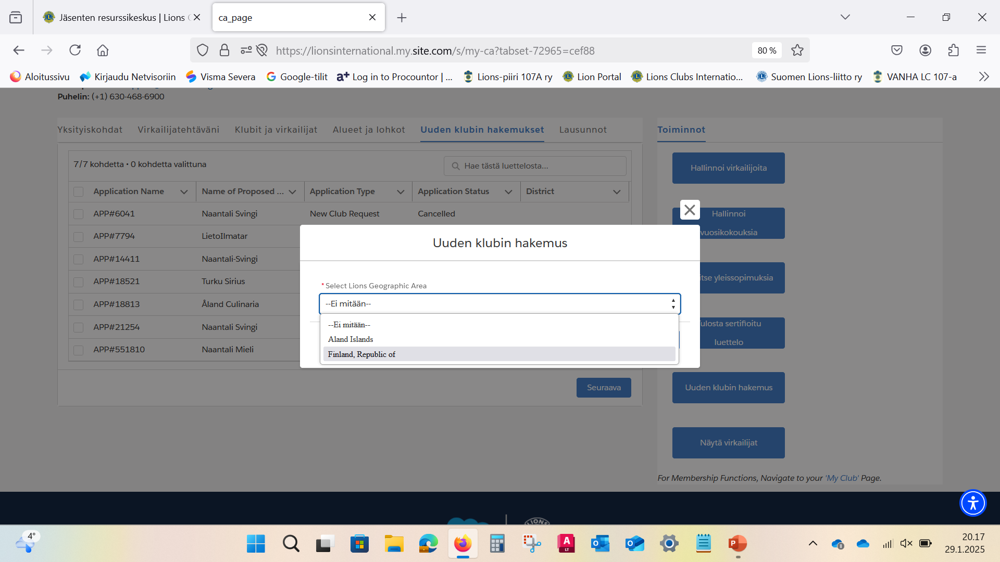 Jäsenten resurssikeskus | Lions
ca_page
https://lionsinternational.my.site.com/s/my-ca?tabset-72965=cef88
80 %
Aloitussivu
Kirjaudu Netvisoriin
Visma Severa
Google-tilit
Log in to Procountor | ...
Lions-piiri 107A ry
Lion Portal
Lions Clubs Internatio...
Suomen Lions-liitto ry
VANHA LC 107-a
Puhelin: (+1) 630-468-6900
Yksityiskohdat
Virkailijatehtäväni
Klubit ja virkailijat
Alueet ja lohkot
Uuden klubin hakemukset
Lausunnot
Toiminnot
7/7 kohdetta • 0 kohdetta valittuna
Hae tästä luettelosta...
Application Name
Name of Proposed ...
Application Type
Application Status
District
APP#6041
Naantali Svingi
New Club Request
Cancelled
APP#7794
LietoIlmatar
APP#14411
Naantali-Svingi
APP#18521
Turku Sirius
APP#18813
Åland Culinaria
APP#21254
Naantali Svingi
APP#551810
Naantali Mieli
Seuraava
Uuden klubin hakemus
*Select Lions Geographic Area
--Ei mitään--
--Ei mitään--
Aland Islands
Finland, Republic of
Hallinnoi virkailijoita
Hallinnoi
vuosikokouksia
itse yleissopimuksia
ulosta sertifioitu
luettelo
Uuden klubin hakemus
Näytä virkailijat
For Membership Functions, Navigate to your 'My Club' Page.
LIONS
4°
20.17
29.1.2025